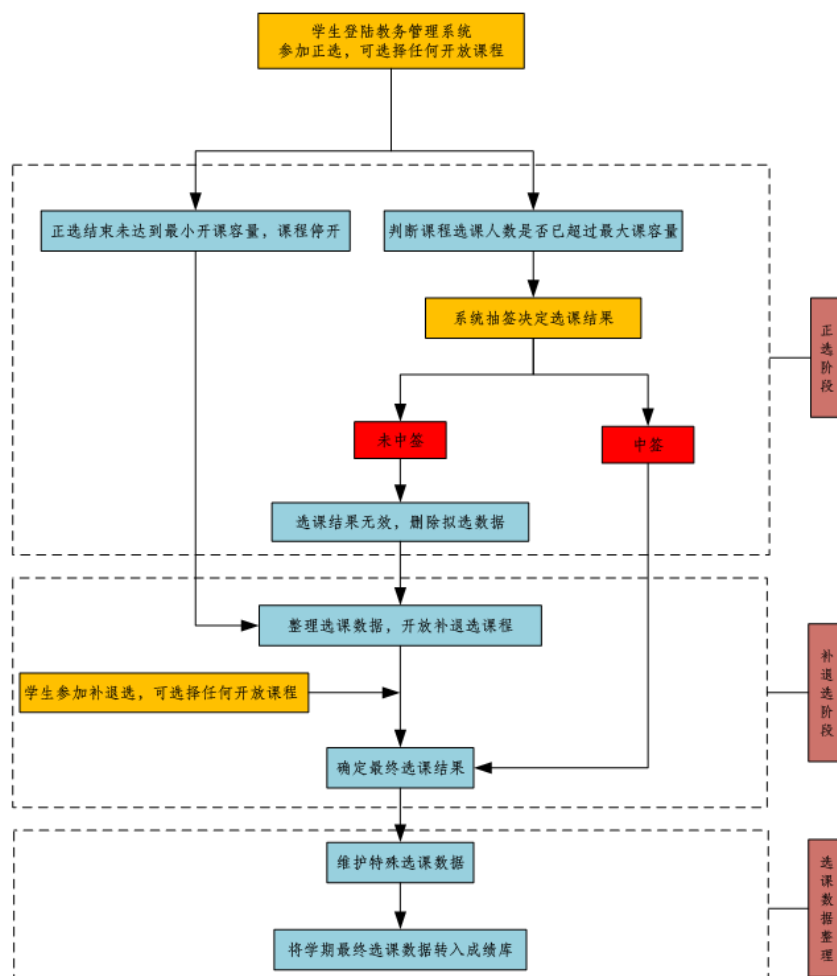 学生登陆教务管理系统
参加正选，可选择任何开放课程
正选结束未达到最小开课容量，课程停开
判断课程选课人数是否已超过最大课容量
系统抽签决定选课结果
正选阶段
未中签
中签
选课结果无效，删除拟选数据
整理选课数据，开放补退选课程
补退选阶段
学生参加补退选，可选择任何开放课程
确定最终选课结果
维护特殊选课数据
选课数据整理
将学期最终选课数据转入成绩库